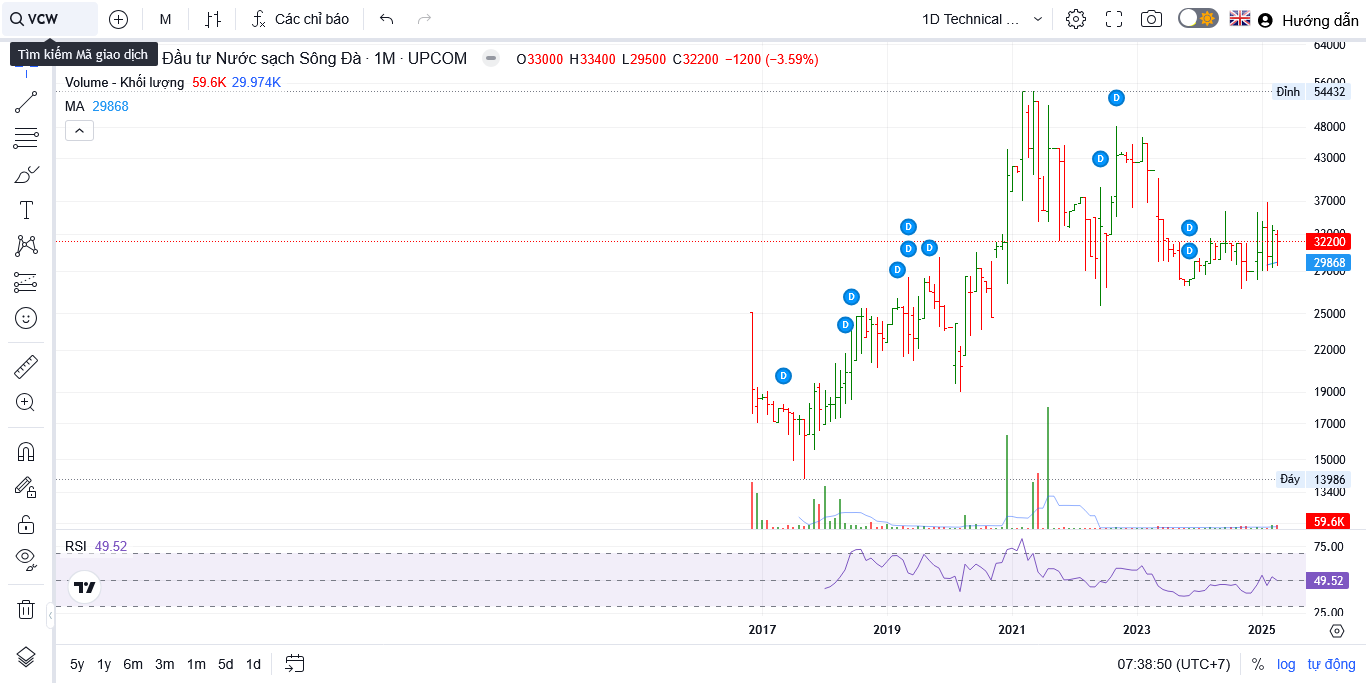 VCW
M
Các chỉ báo
1D Technical ...
Hướng dẫn
Tìm kiếm Mã giao dịch
Đầu tư Nước sạch Sông Đà · 1M · UPCOM
O33000 H33400 L29500 C32200 −1200 (−3.59%)
Volume - Khối lượng 59.6K 29.974K
MA 29868
64000
56000
Đỉnh 54432
48000
43000
37000
33000
32200
29868
27000
25000
22000
19000
17000
15000
Đáy 13986
13400
59.6K
D
D
D
D
D
D
D
D
D
D
D
RSI 49.52
75.00
49.52
25.00
2017 2019 2021 2023 2025
5y 1y 6m 3m 1m 5d 1d
07:38:50 (UTC+7) % log tự động